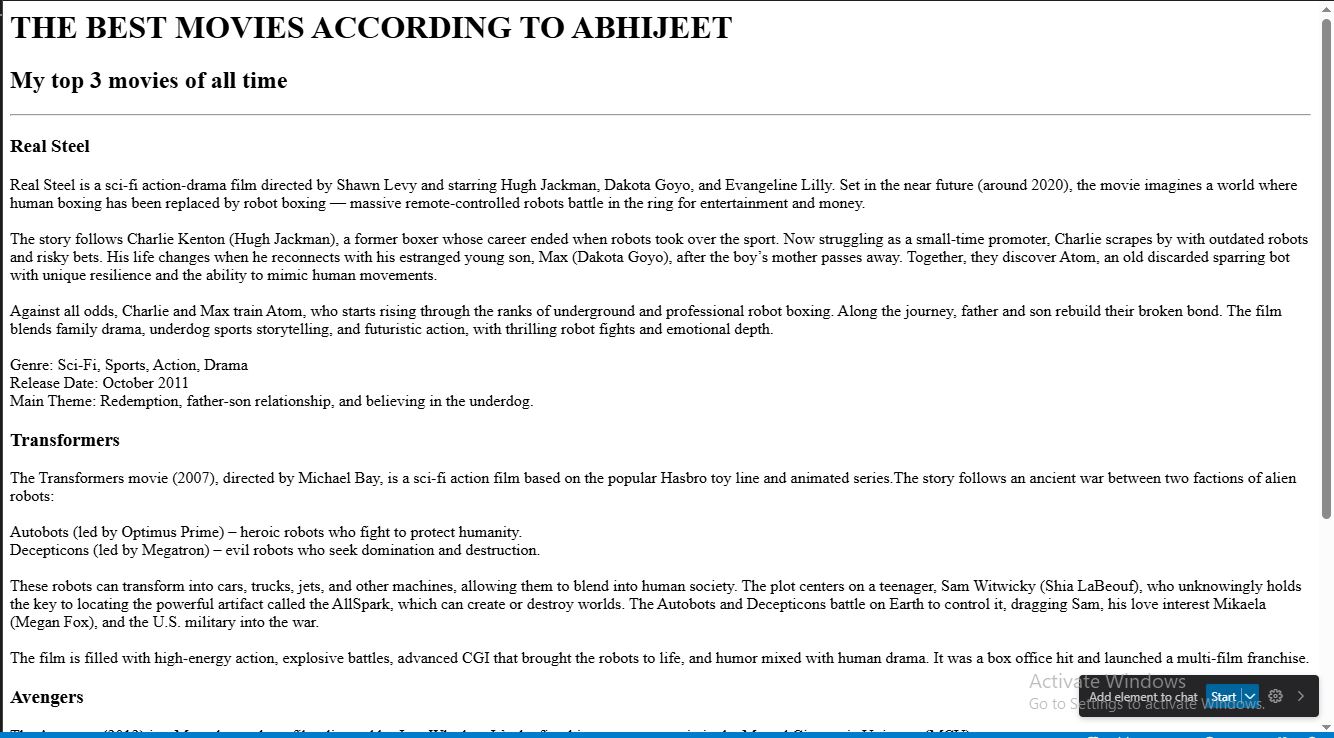 THE BEST MOVIES ACCORDING TO ABHIJEET
My top 3 movies of all time
Real Steel
Real Steel is a sci-fi action-drama film directed by Shawn Levy and starring Hugh Jackman, Dakota Goyo, and Evangeline Lilly. Set in the near future (around 2020), the movie imagines a world where
human boxing has been replaced by robot boxing — massive remote-controlled robots battle in the ring for entertainment and money.
The story follows Charlie Kenton (Hugh Jackman), a former boxer whose career ended when robots took over the sport. Now struggling as a small-time promoter, Charlie scrapes by with outdated robots
and risky bets. His life changes when he reconnects with his estranged young son, Max (Dakota Goyo), after the boy’s mother passes away. Together, they discover Atom, an old discarded sparring bot
with unique resilience and the ability to mimic human movements.
Against all odds, Charlie and Max train Atom, who starts rising through the ranks of underground and professional robot boxing. Along the journey, father and son rebuild their broken bond. The film
blends family drama, underdog sports storytelling, and futuristic action, with thrilling robot fights and emotional depth.
Genre: Sci-Fi, Sports, Action, Drama
Release Date: October 2011
Main Theme: Redemption, father-son relationship, and believing in the underdog.
Transformers
The Transformers movie (2007), directed by Michael Bay, is a sci-fi action film based on the popular Hasbro toy line and animated series.The story follows an ancient war between two factions of alien
robots:
Autobots (led by Optimus Prime) – heroic robots who fight to protect humanity.
Decepticons (led by Megatron) – evil robots who seek domination and destruction.
These robots can transform into cars, trucks, jets, and other machines, allowing them to blend into human society. The plot centers on a teenager, Sam Witwicky (Shia LaBeouf), who unknowingly holds
the key to locating the powerful artifact called the AllSpark, which can create or destroy worlds. The Autobots and Decepticons battle on Earth to control it, dragging Sam, his love interest Mikaela
(Megan Fox), and the U.S. military into the war.
The film is filled with high-energy action, explosive battles, advanced CGI that brought the robots to life, and humor mixed with human drama. It was a box office hit and launched a multi-film franchise.
Avengers
Activate Windows
Go to Settings to activate Windows.
Add element to chat
Start